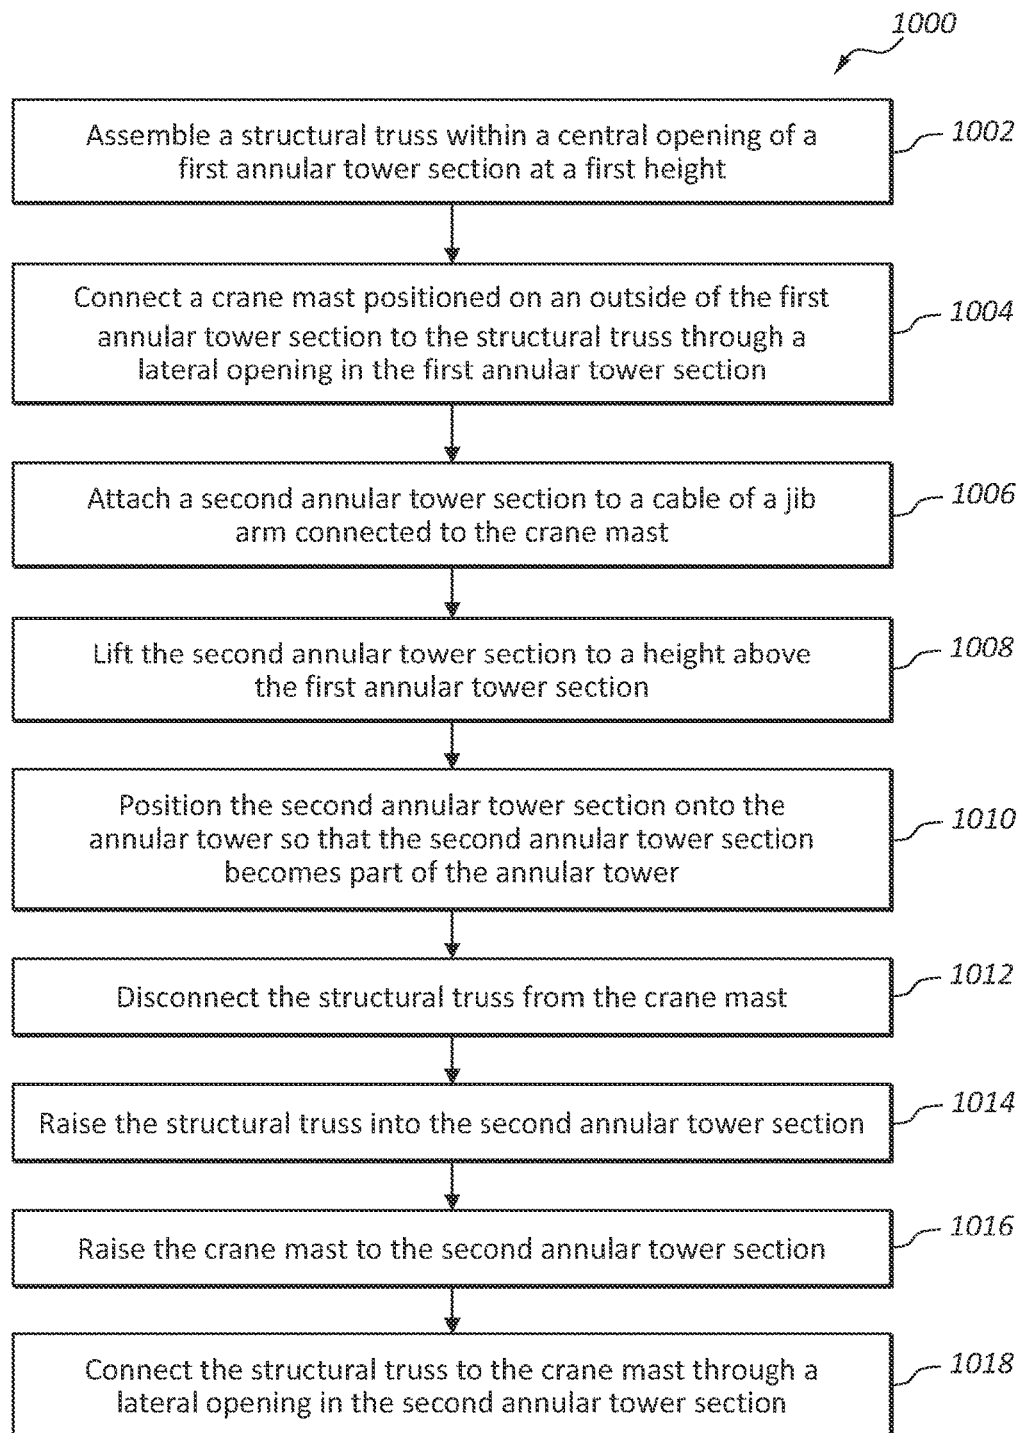 1000
Assemble a structural truss within a central opening of a
first annular tower section at a first height
1002
Connect a crane mast positioned on an outside of the first
annular tower section to the structural truss through a
lateral opening in the first annular tower section
1004
Attach a second annular tower section to a cable of a jib
arm connected to the crane mast
1006
Lift the second annular tower section to a height above
the first annular tower section
1008
Position the second annular tower section onto the
annular tower so that the second annular tower section
becomes part of the annular tower
1010
Disconnect the structural truss from the crane mast
1012
Raise the structural truss into the second annular tower section
1014
Raise the crane mast to the second annular tower section
1016
Connect the structural truss to the crane mast through a
lateral opening in the second annular tower section
1018